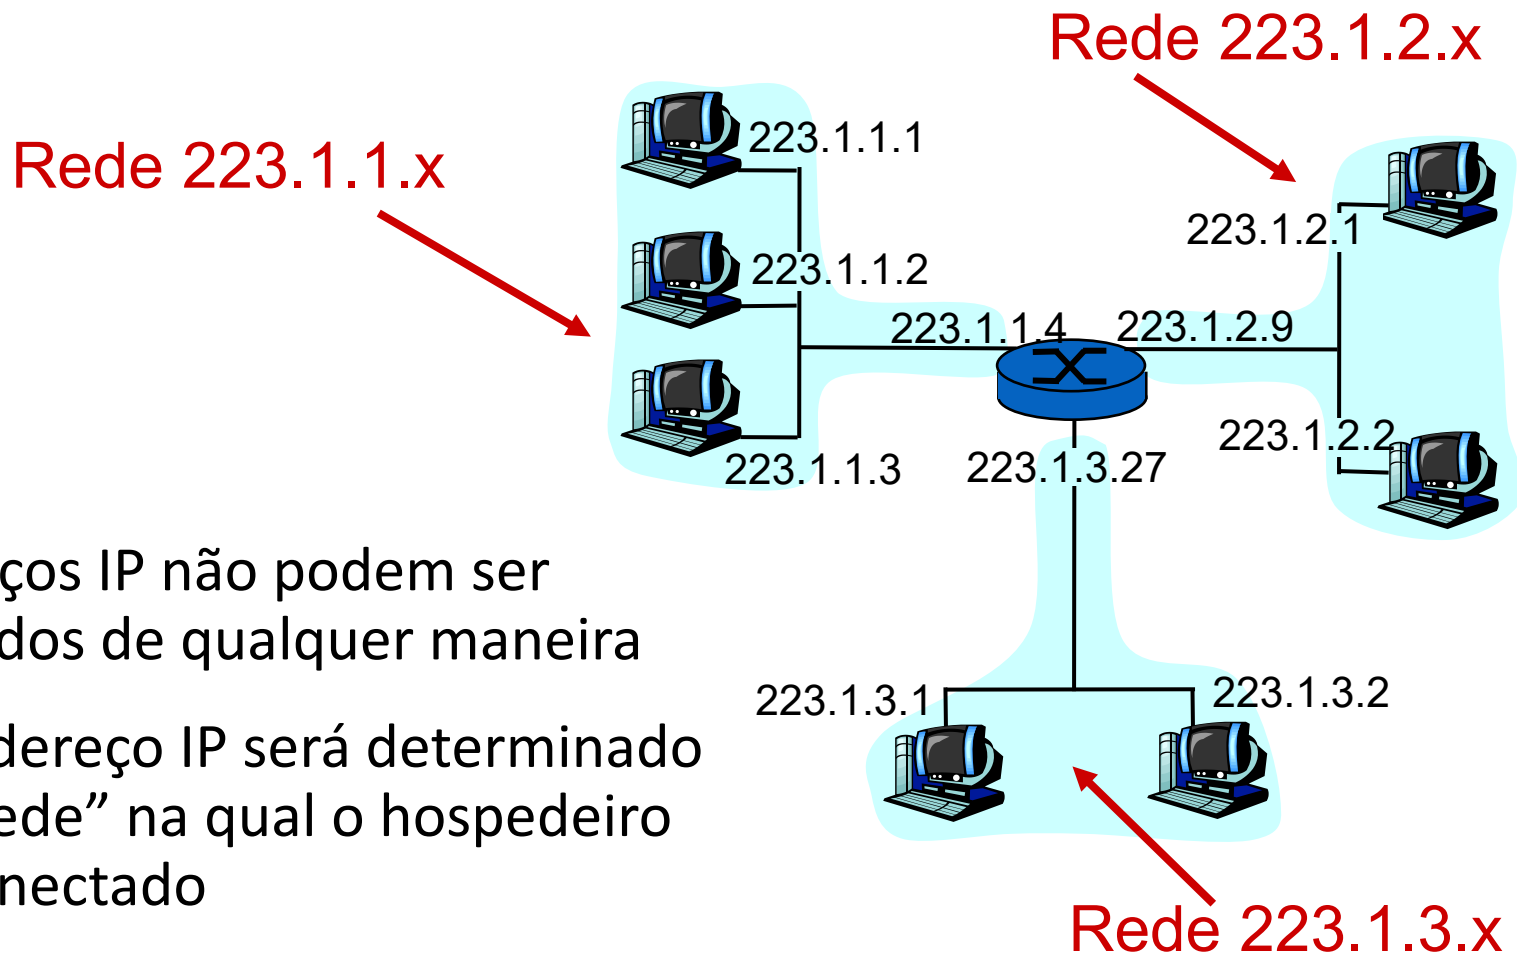 Rede 223.1.2.x
Rede 223.1.1.x
223.1.1.1
223.1.2.1
223.1.1.2
223.1.1.4
223.1.2.9
223.1.2.2
223.1.1.3
223.1.3.27
ços IP não podem ser
dos de qualquer maneira
223.1.3.1
223.1.3.2
dereço IP será determinado
ede” na qual o hospedeiro
nectado
Rede 223.1.3.x